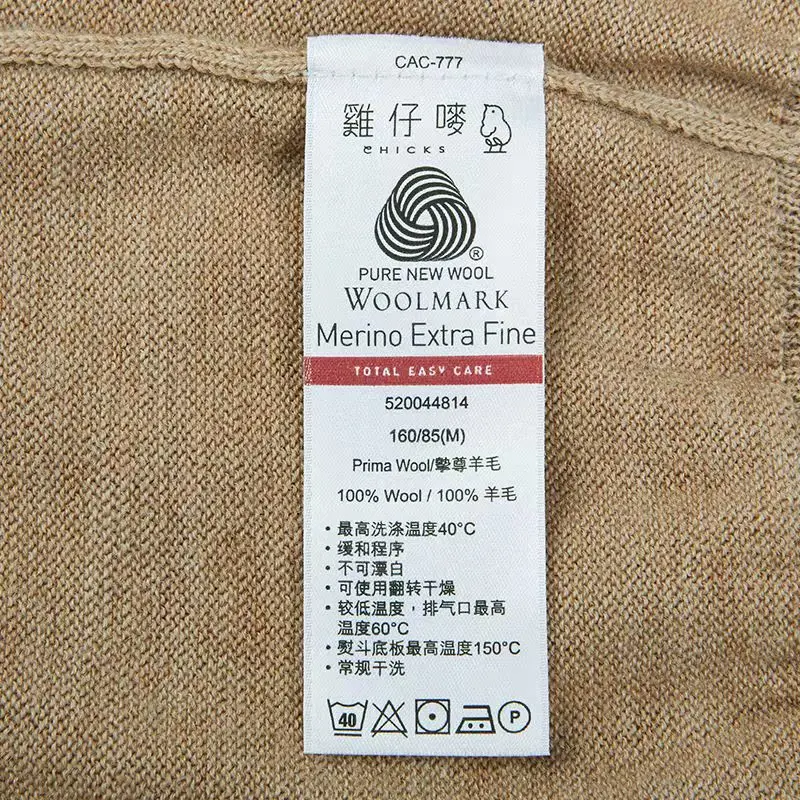 CAC-777
雞仔嘜
CHICKS
®
PURE NEW WOOL
WOOLMARK
Merino Extra Fine
TOTAL EASY CARE
520044814
160/85(M)
Prima Wool/摯尊羊毛
100% Wool / 100% 羊毛
·最高洗涤温度40°C
·缓和程序
·不可漂白
·可使用翻转干燥
·较低温度，排气口最高
温度60°C
·熨斗底板最高温度150°C
·常规干洗
40 P